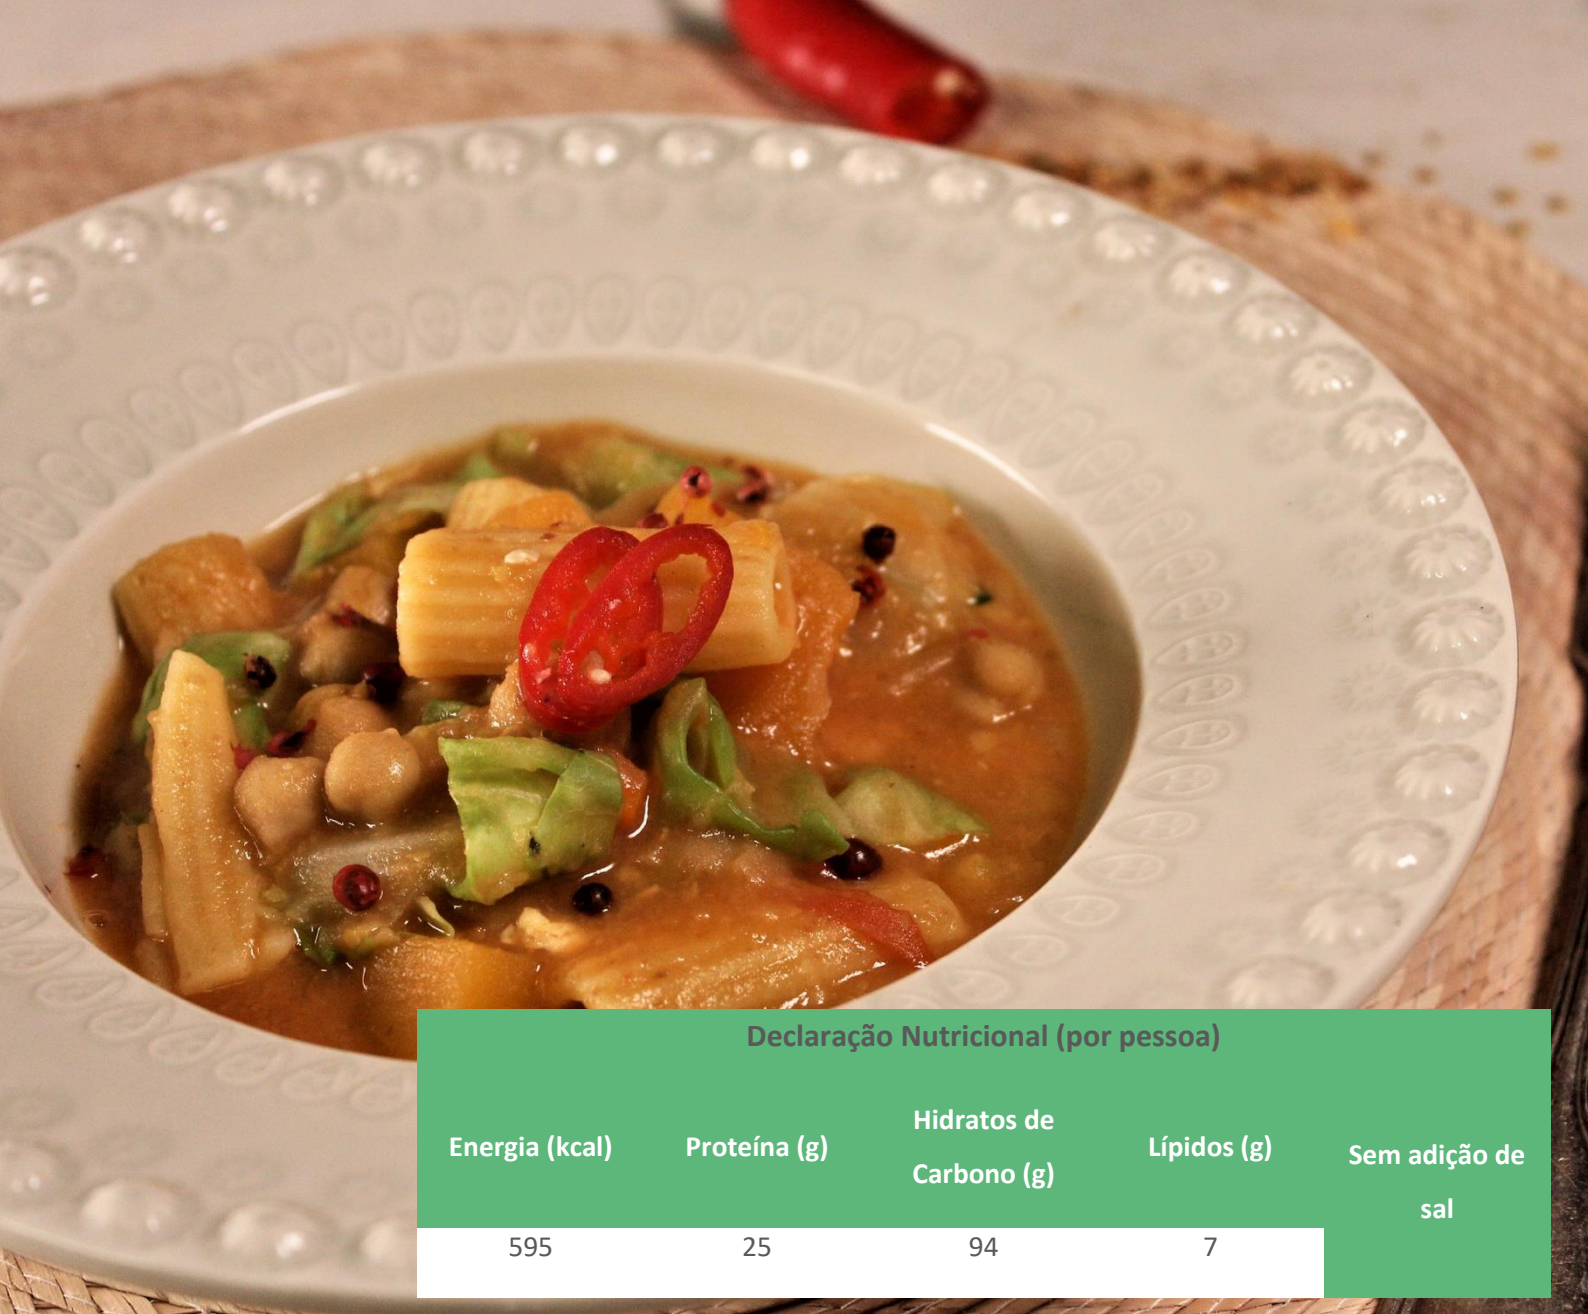 Declaração Nutricional (por pessoa)
Energia (kcal)
Proteína (g)
Hidratos de
Carbono (g)
Lípidos (g)
Sem adição de
sal
595
25
94
7